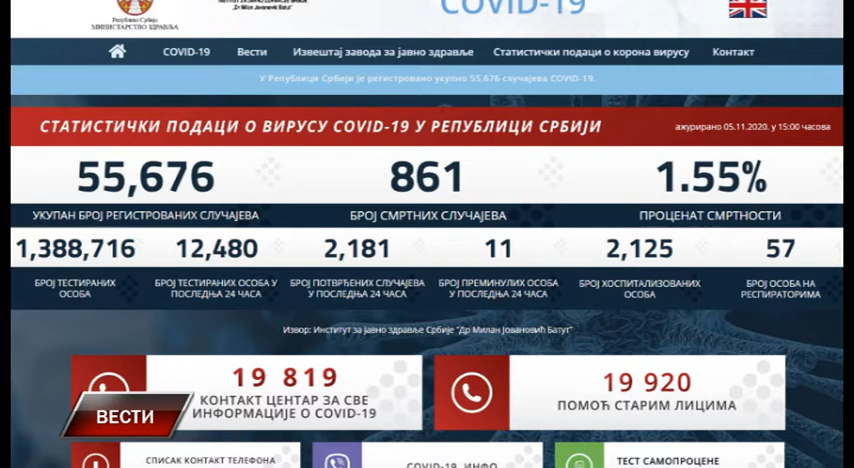 Република Србија
МИНИСТАРСТВО ЗДРАВЉА
„Др Милан Јовановић Батут“
COVID-19
COVID-19 Вести Извештај завода за јавно здравље Статистички подаци о корона вирусу Контакт
У Републици Србији је регистровано укупно 55,676 случајева COVID-19.
СТАТИСТИЧКИ ПОДАЦИ О ВИРУСУ COVID-19 У РЕПУБЛИЦИ СРБИЈИ
ажурирано 05.11.2020. у 15:00 часова
55,676 861 1.55%
УКУПАН БРОЈ РЕГИСТРОВАНИХ СЛУЧАЈЕВА БРОЈ СМРТНИХ СЛУЧАЈЕВА ПРОЦЕНАТ СМРТНОСТИ
1,388,716 12,480 2,181 11 2,125 57
БРОЈ ТЕСТИРАНИХ БРОЈ ТЕСТИРАНИХ ОСОБА У БРОЈ ПОТВРЂЕНИХ СЛУЧАЈЕВА БРОЈ ПРЕМИНУЛИХ ОСОБА БРОЈ ХОСПИТАЛИЗОВАНИХ БРОЈ ОСОБА НА
ОСОБА ПОСЛЕДЊА 24 ЧАСА У ПОСЛЕДЊА 24 ЧАСА У ПОСЛЕДЊА 24 ЧАСА ОСОБА РЕСПИРАТОРИМА
Извор: Институт за јавно здравље Србије "Др Милан Јовановић Батут"
19 819
КОНТАКТ ЦЕНТАР ЗА СВЕ
ИНФОРМАЦИЈЕ О COVID-19
19 920
ПОМОЋ СТАРИМ ЛИЦИМА
ВЕСТИ
СПИСАК КОНТАКТ ТЕЛЕФОНА
COVID-19 ИНФО
ТЕСТ САМОПРОЦЕНЕ